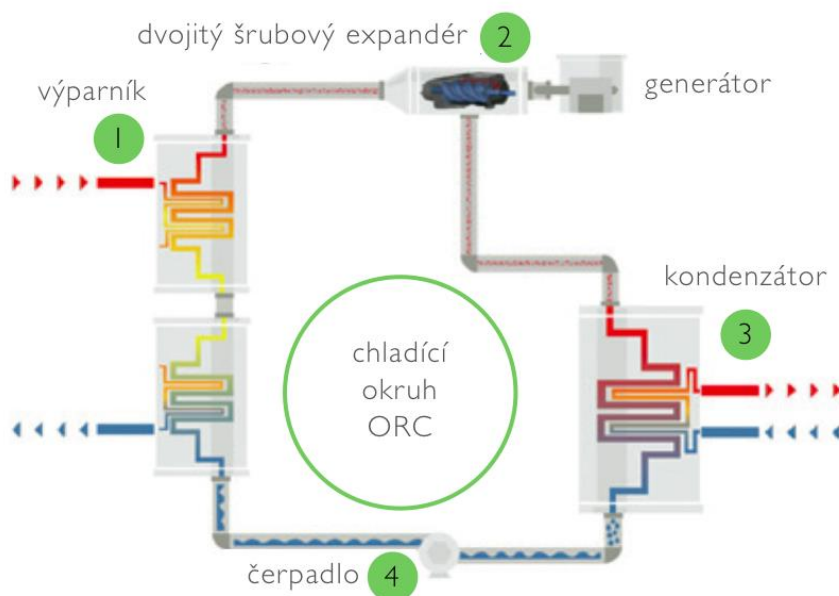 dvojitý šrubový expandér 2
výparník
1
generátor
kondenzátor
3
chladící
okruh
ORC
čerpadlo 4